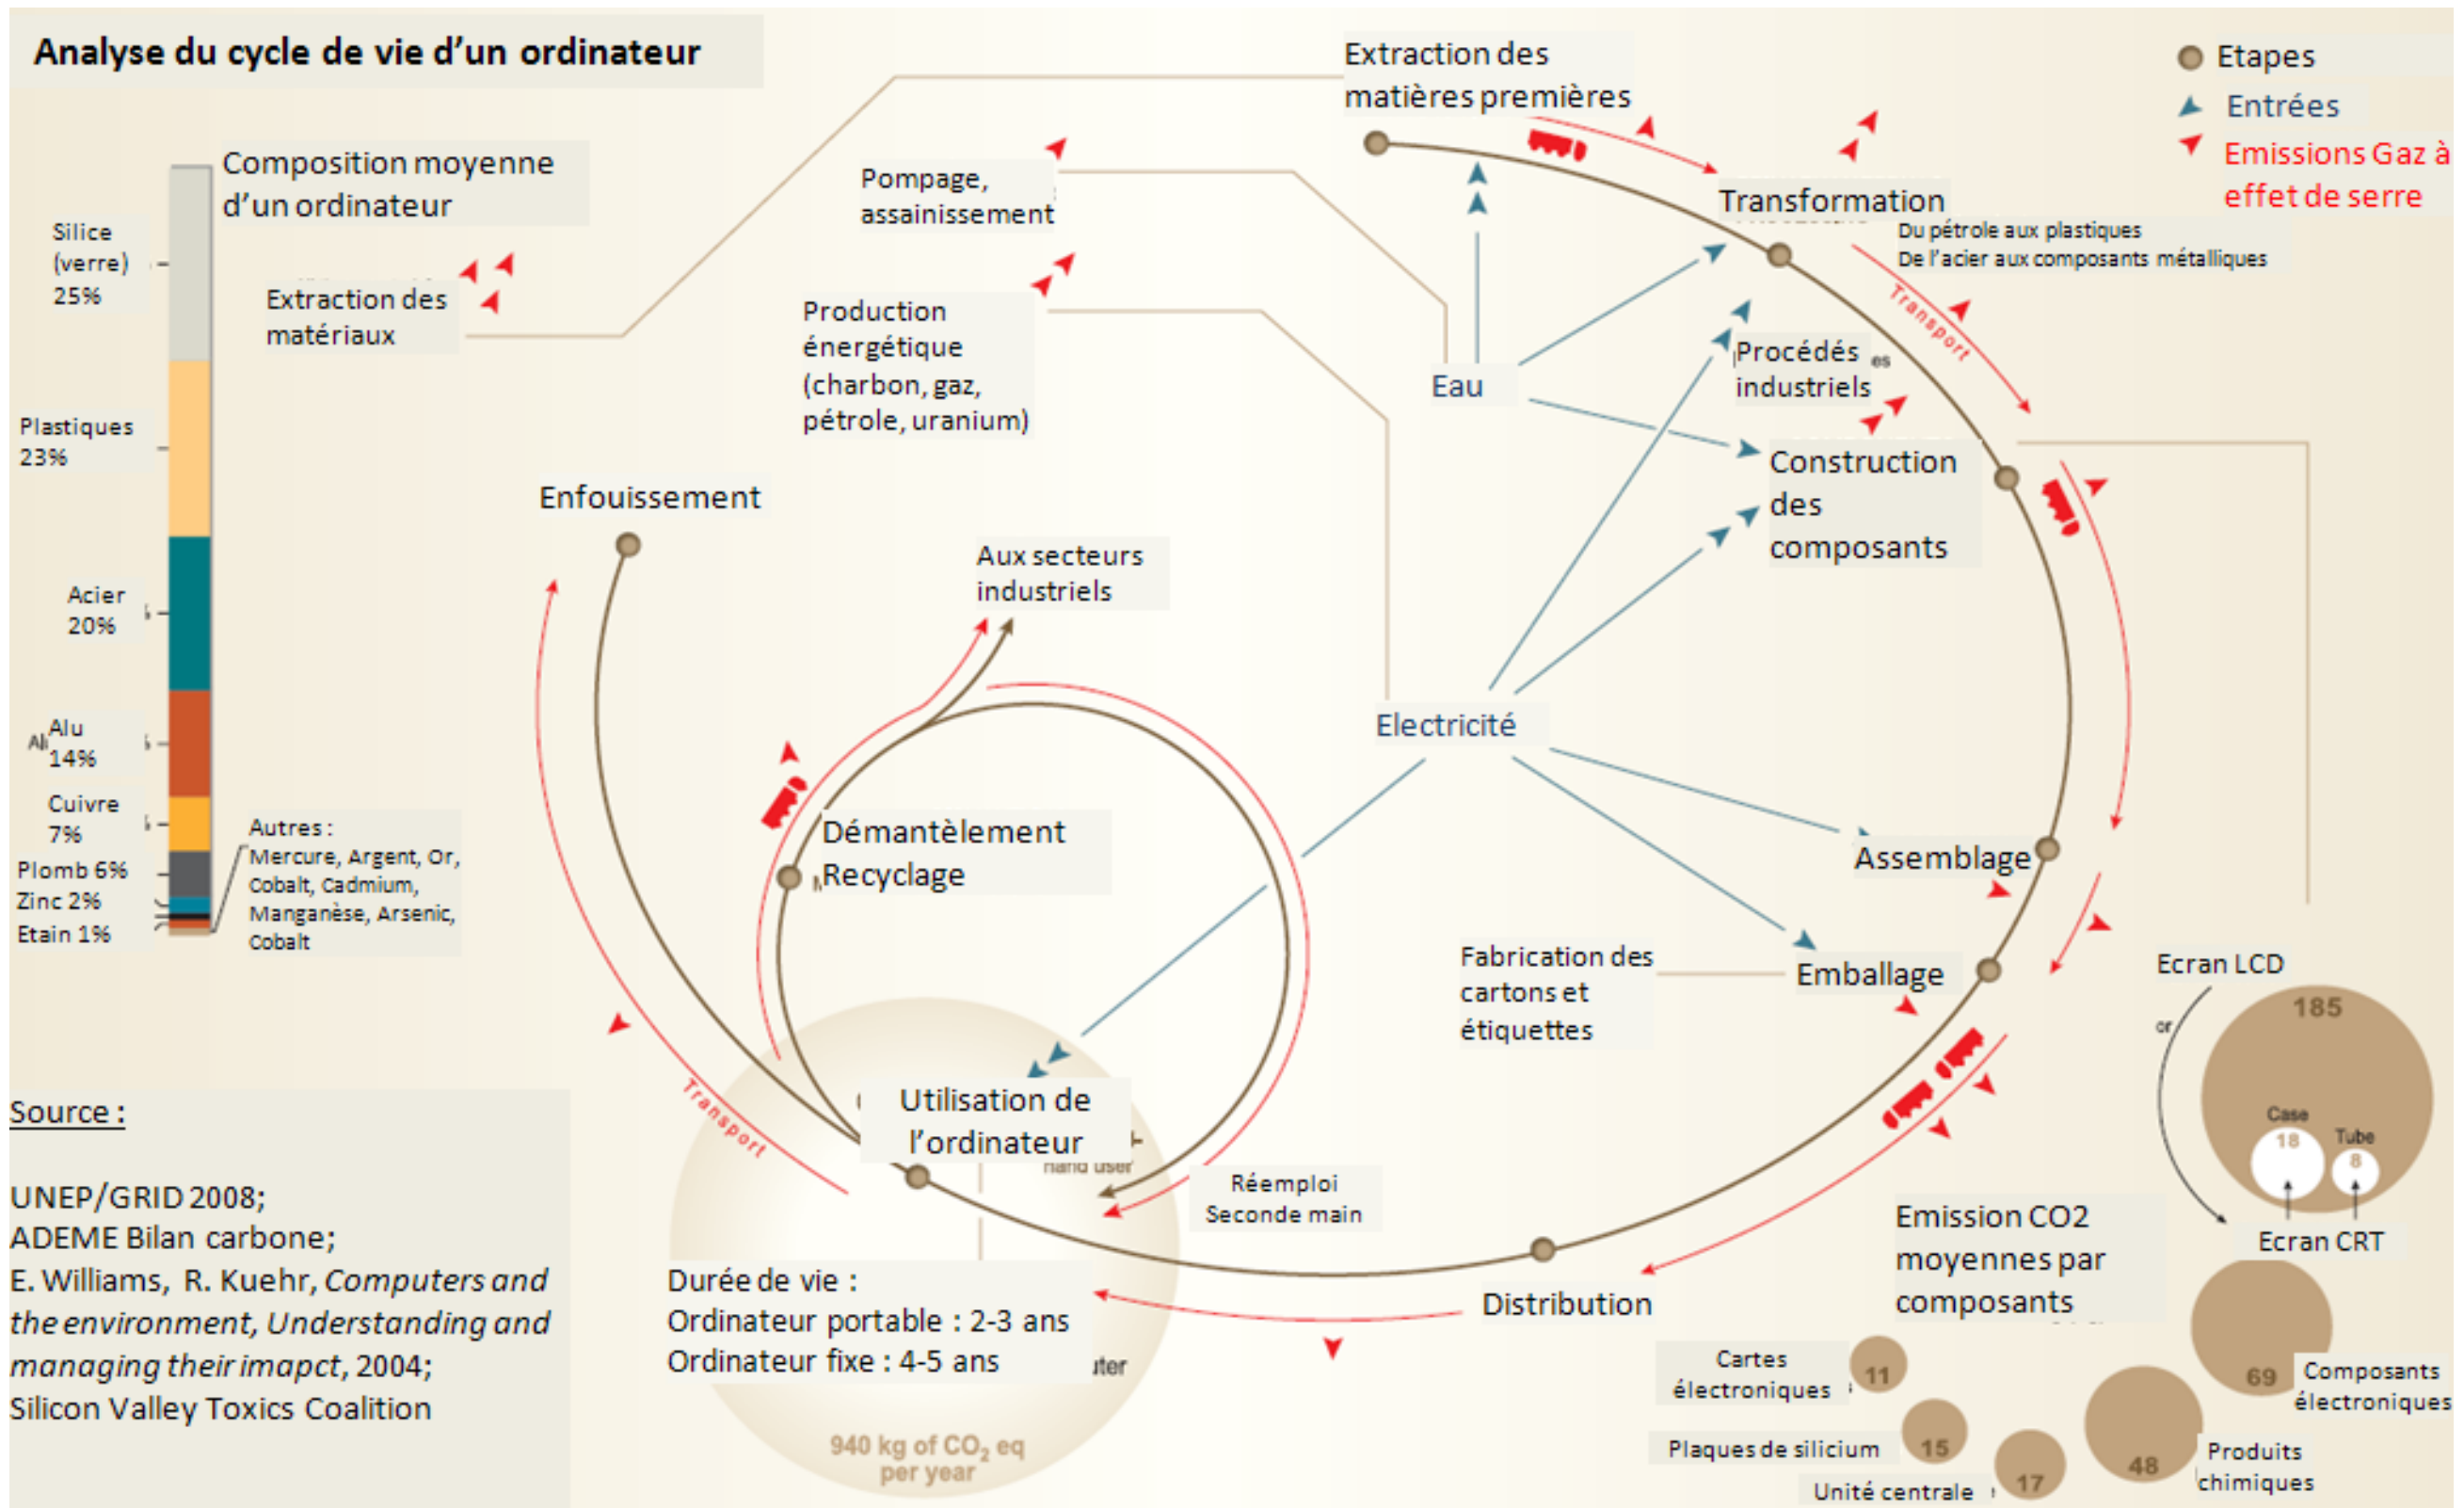 Analyse du cycle de vie d'un ordinateur
Composition moyenne
d'un ordinateur
Silice
(verre)
25%
Plastiques
23%
Acier
20%
Alu
14%
Cuivre
7%
Plomb 6%
Zinc 2%
Etain 1%
Autres :
Mercure, Argent, Or,
Cobalt, Cadmium,
Manganèse, Arsenic,
Cobalt
Extraction des
matériaux
Pompage,
assainissement
Production
énergétique
(charbon, gaz,
pétrole, uranium)
Extraction des
matières premières
Etapes
Entrées
Emissions Gaz à
effet de serre
Transformation
Du pétrole aux plastiques
De l'acier aux composants métalliques
Transport
Procédés
industriels
Eau
Construction
des
composants
Electricité
Assemblage
Emballage
Fabrication des
cartons et
étiquettes
Distribution
Enfouissement
Aux secteurs
industriels
Démantèlement
Recyclage
Transport
Utilisation de
l'ordinateur
hand user
Réemploi
Seconde main
Durée de vie :
Ordinateur portable : 2-3 ans
Ordinateur fixe : 4-5 ans
940 kg of CO2 eq
per year
Emission CO2
moyennes par
composants
Ecran LCD
185
or
Case
18
Tube
8
Ecran CRT
69
Composants
électroniques
48
Produits
chimiques
17
Unité centrale
15
Plaques de silicium
11
Cartes
électroniques
Source :
UNEP/GRID 2008;
ADEME Bilan carbone;
E. Williams, R. Kuehr, Computers and
the environment, Understanding and
managing their imapct, 2004;
Silicon Valley Toxics Coalition